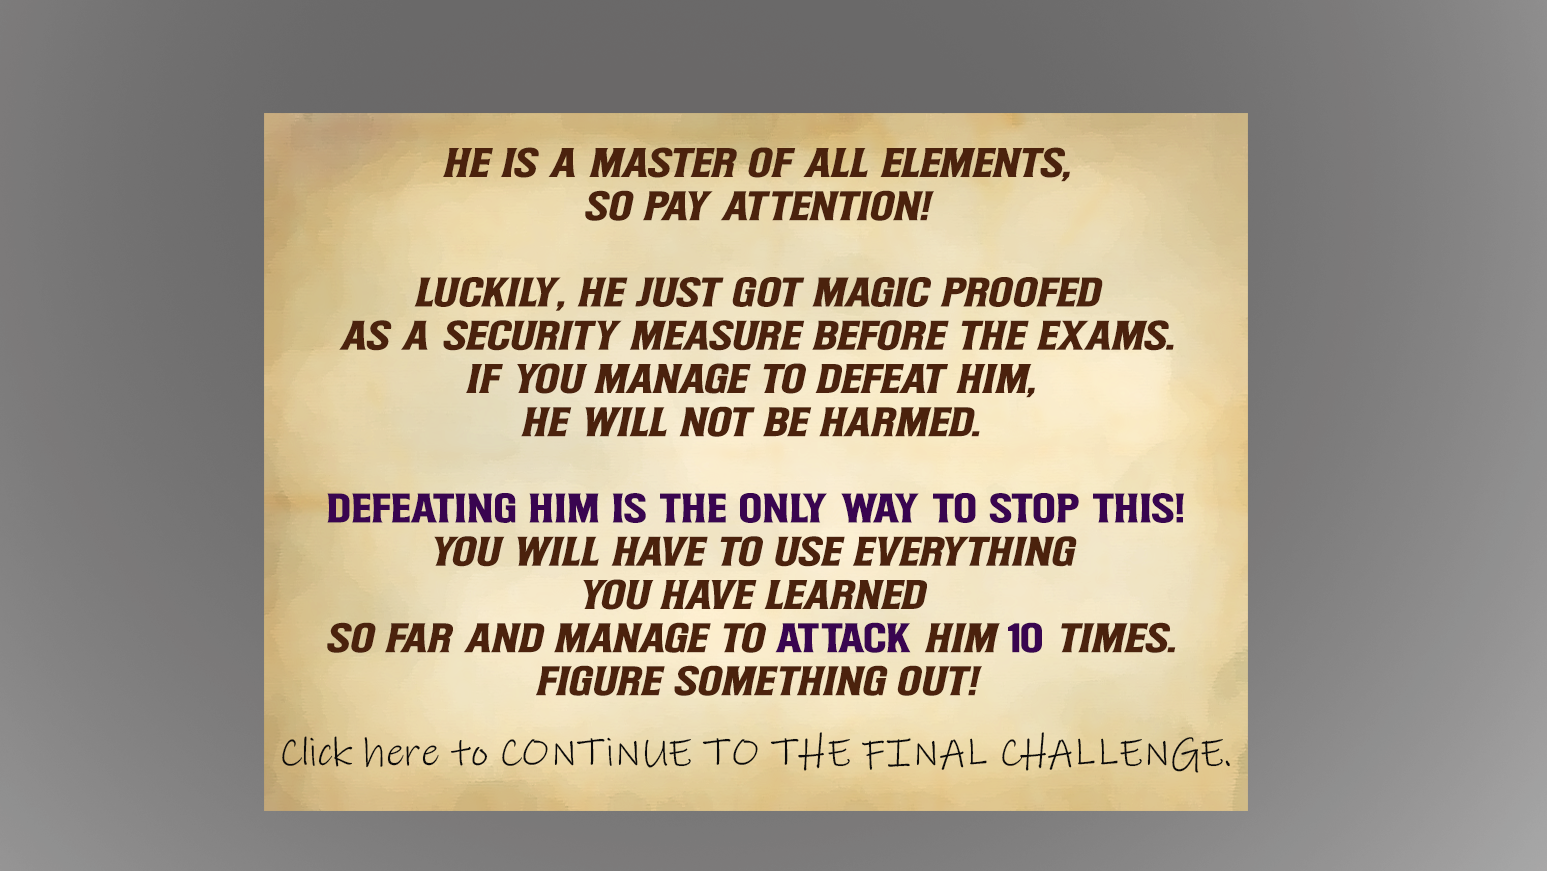 HE IS A MASTER OF ALL ELEMENTS,
SO PAY ATTENTION!
LUCKILY, HE JUST GOT MAGIC PROOFED
AS A SECURITY MEASURE BEFORE THE EXAMS.
IF YOU MANAGE TO DEFEAT HIM,
HE WILL NOT BE HARMED.
DEFEATING HIM IS THE ONLY WAY TO STOP THIS!
YOU WILL HAVE TO USE EVERYTHING
YOU HAVE LEARNED
SO FAR AND MANAGE TO ATTACK HIM 10 TIMES.
FIGURE SOMETHING OUT!
Click here to CONTiNUE TO THE FINAL CHALLENGE.